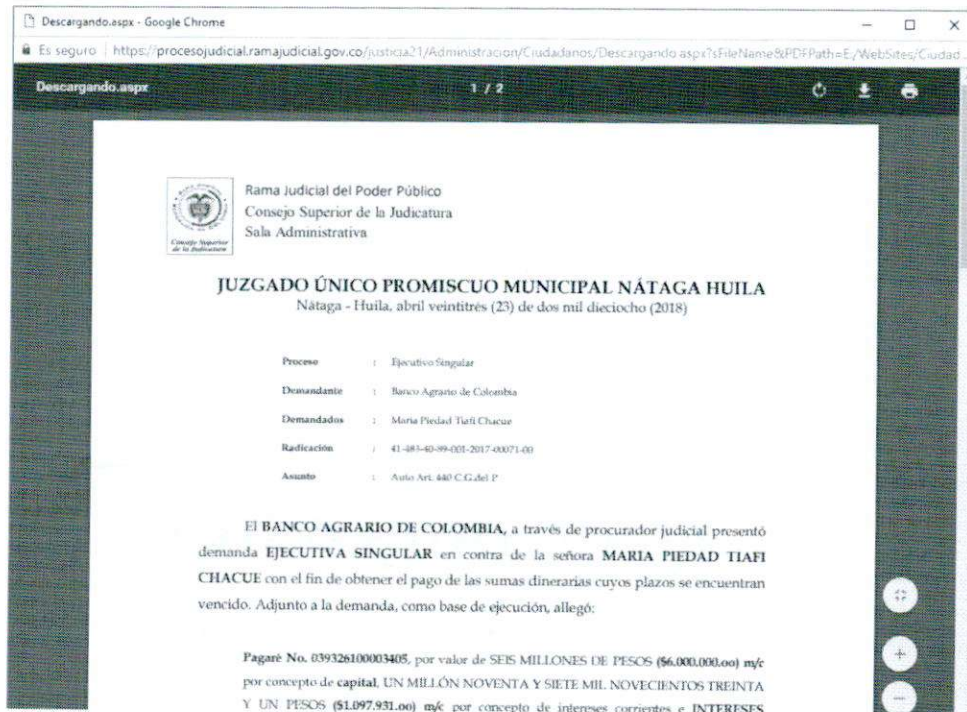 Descargando.aspx - Google Chrome
Es seguro | https://procesojudicial.ramajudicial.gov.co/justicia21/Administracion/Ciudadanos/Descargando.aspx?sFileName&PDFPath=E:/WebSites/Ciudad...
Descargando.aspx
1 / 2
Consejo Superior
de la Judicatura
Rama Judicial del Poder Público
Consejo Superior de la Judicatura
Sala Administrativa
JUZGADO ÚNICO PROMISCUO MUNICIPAL NÁTAGA HUILA
Nátaga - Huila, abril veintitrés (23) de dos mil dieciocho (2018)
Proceso : Ejecutivo Singular
Demandante : Banco Agrario de Colombia
Demandados : Maria Piedad Tiafi Chacue
Radicación : 41-483-40-89-001-2017-00071-00
Asunto : Auto Art. 440 C.G.del P
El BANCO AGRARIO DE COLOMBIA, a través de procurador judicial presentó
demanda EJECUTIVA SINGULAR en contra de la señora MARIA PIEDAD TIAFI
CHACUE con el fin de obtener el pago de las sumas dinerarias cuyos plazos se encuentran
vencido. Adjunto a la demanda, como base de ejecución, allegó:
Pagaré No. 039326100003405, por valor de SEIS MILLONES DE PESOS ($6.000.000.oo) m/c
por concepto de capital, UN MILLÓN NOVENTA Y SIETE MIL NOVECIENTOS TREINTA
Y UN PESOS ($1.097.931.oo) m/c por concepto de intereses corrientes e INTERESES